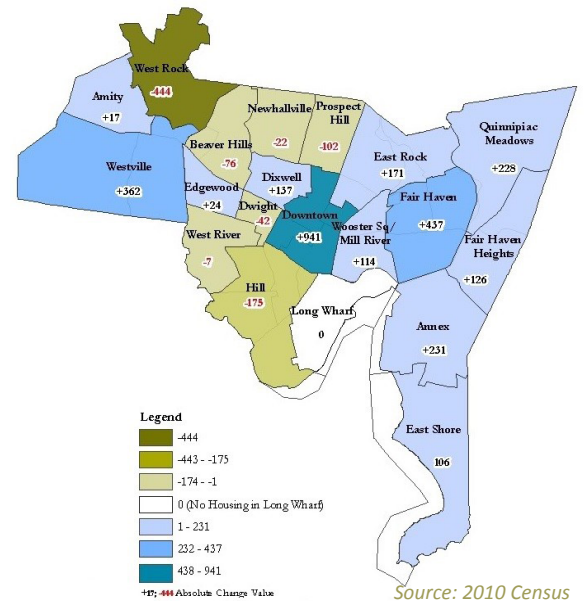 West Rock
-444
Amity
+17
Newhallville
-22
Prospect
Hill
-102
Quinnipiac
Meadows
+228
Beaver Hills
-76
East Rock
+171
Westville
+362
Dixwell
+137
Edgewood
+24
Fair Haven
+437
Dwight
-42
Downtown
+941
Wooster Sq
Mill River
+114
West River
-7
Fair Haven
Heights
+126
Hill
-175
Long Wharf
0
Annex
+231
East Shore
106
Legend
-444
-443 - -175
-174 - -1
0 (No Housing in Long Wharf)
1 - 231
232 - 437
438 - 941
+17; -444 Absolute Change Value
Source: 2010 Census